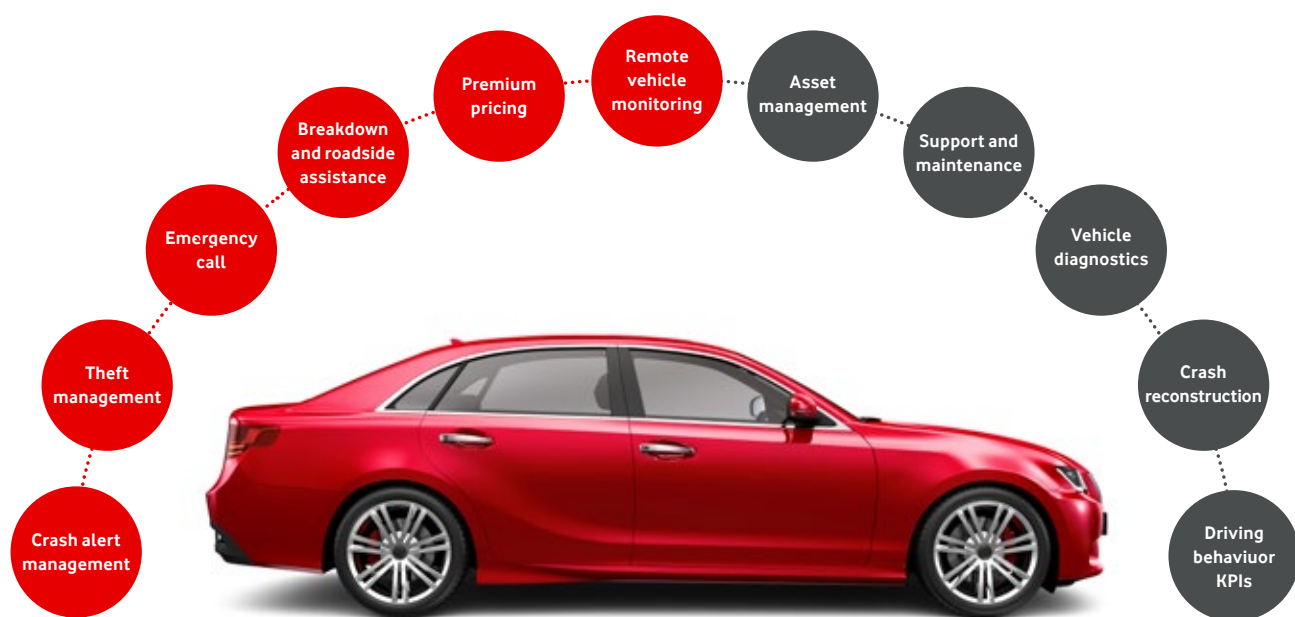 Remote
vehicle
monitoring
Premium
pricing
Asset
management
Breakdown
and roadside
assistance
Support and
maintenance
Emergency
call
Vehicle
diagnostics
Theft
management
Crash
reconstruction
Crash alert
management
Driving
behaviuor
KPIs